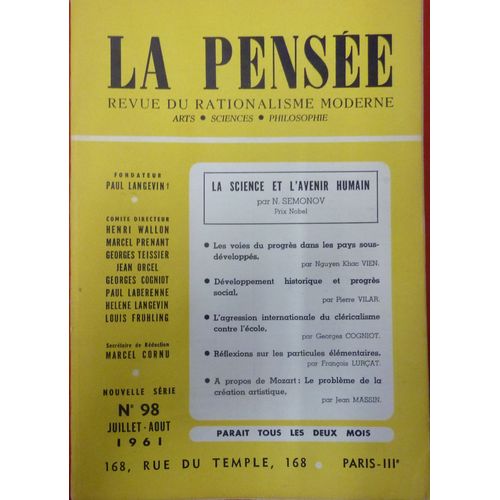 LA PENSÉE
REVUE DU RATIONALISME MODERNE
ARTS • SCIENCES • PHILOSOPHIE
FONDATEUR
PAUL LANGEVIN †
COMITÉ DIRECTEUR
HENRI WALLON
MARCEL PRENANT
GEORGES TEISSIER
JEAN ORCEL
GEORGES COGNIOT
PAUL LABERENNE
HELENE LANGEVIN
LOUIS FRUHLING
Secrétaire de Rédaction
MARCEL CORNU
NOUVELLE SÉRIE
N° 98
JUILLET-AOUT
1961
LA SCIENCE ET L'AVENIR HUMAIN
par N. SEMONOV
Prix Nobel
• Les voies du progrès dans les pays sous-
développés,
par Nguyen Khac VIEN.
• Développement historique et progrès
social,
par Pierre VILAR.
• L'agression internationale du cléricalisme
contre l'école,
par Georges COGNIOT.
• Réflexions sur les particules élémentaires,
par François LURÇAT.
• A propos de Mozart : Le problème de la
création artistique,
par Jean MASSIN.
PARAIT TOUS LES DEUX MOIS
168, RUE DU TEMPLE, 168 • PARIS-IIIe